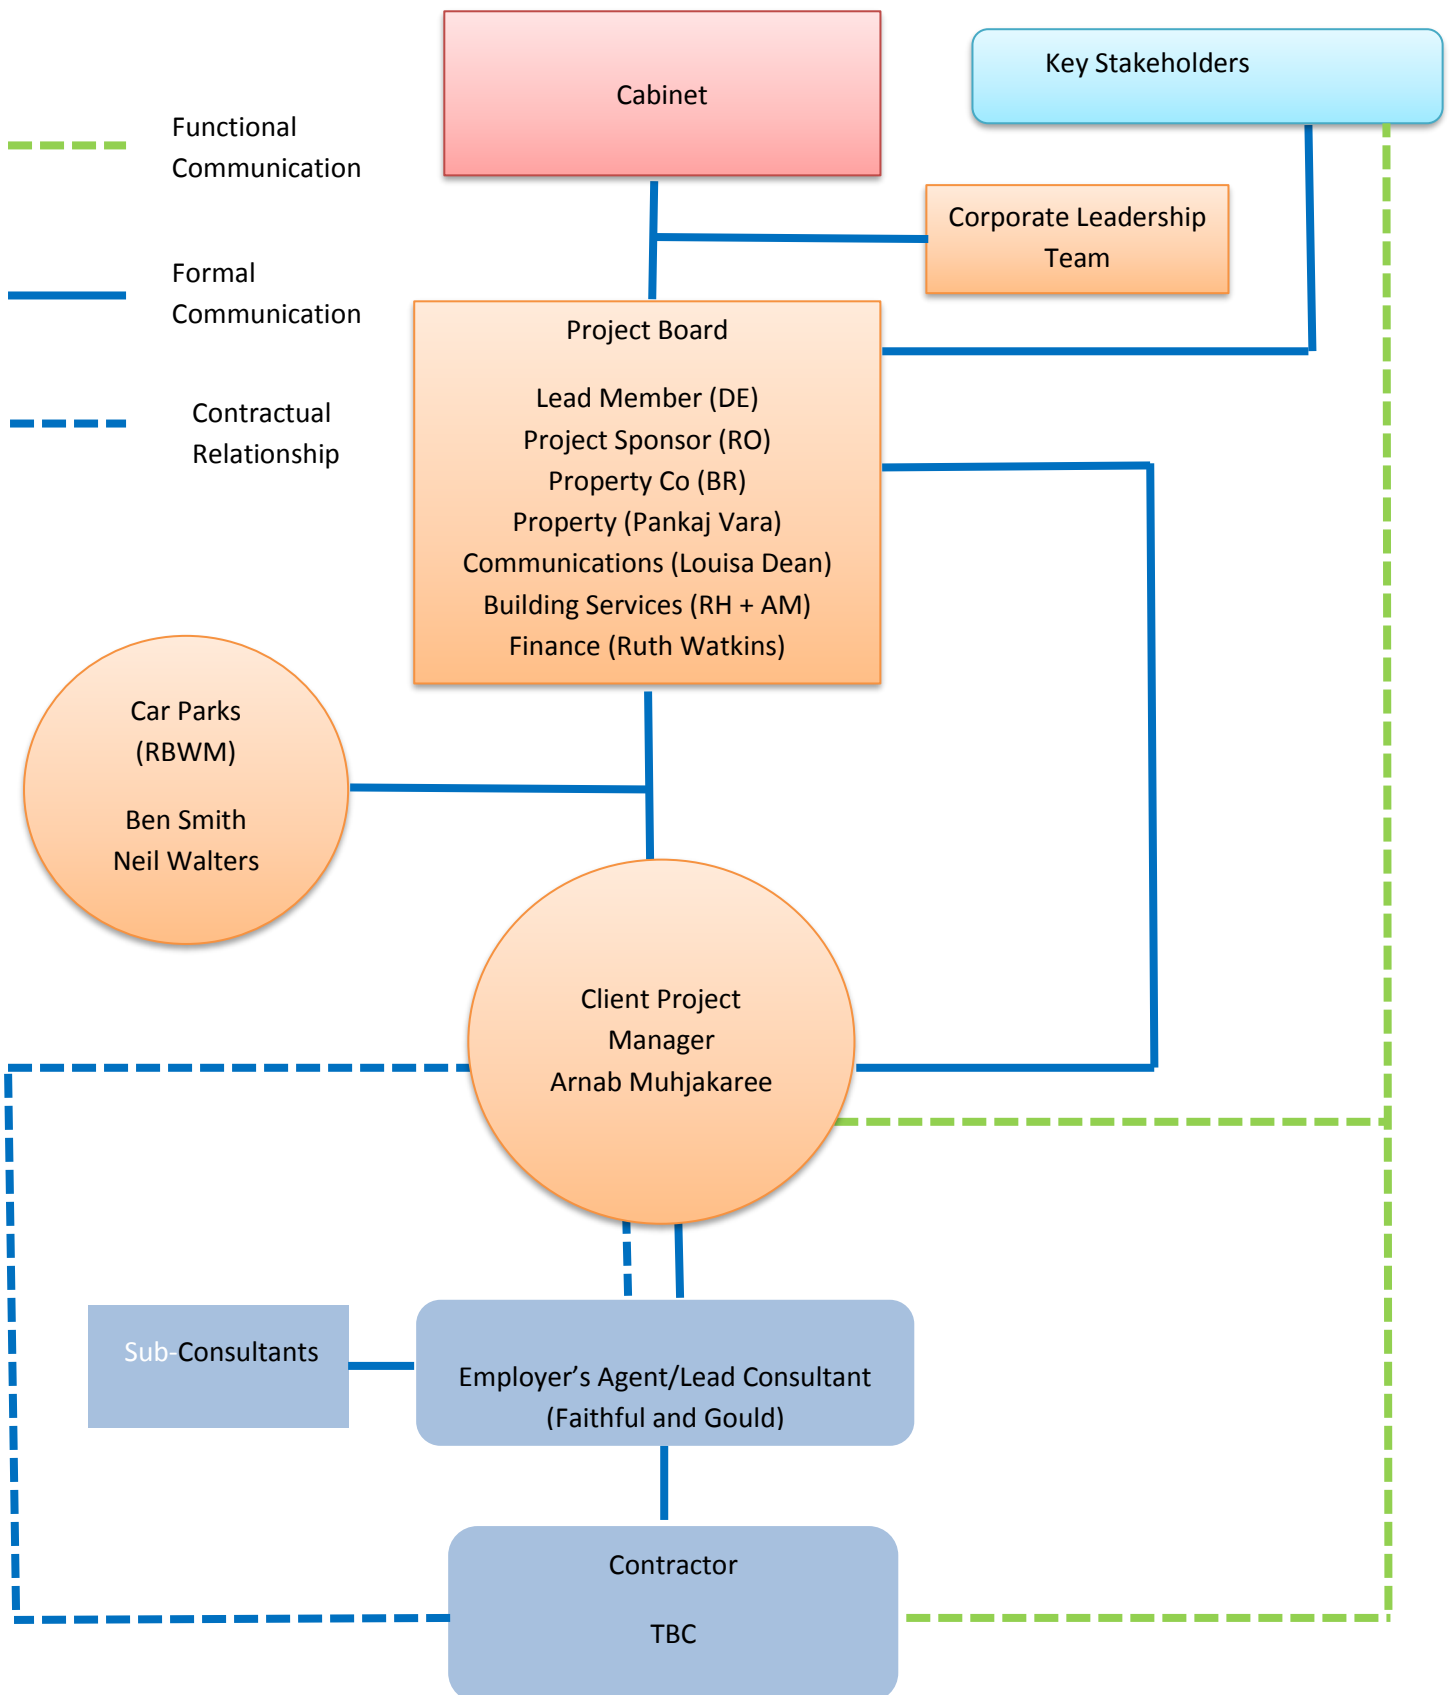 Cabinet
Key Stakeholders
Functional
Communication
Corporate Leadership
Team
Formal
Communication
Project Board
Lead Member (DE)
Project Sponsor (RO)
Property Co (BR)
Property (Pankaj Vara)
Communications (Louisa Dean)
Building Services (RH + AM)
Finance (Ruth Watkins)
Contractual
Relationship
Car Parks
(RBWM)
Ben Smith
Neil Walters
Client Project
Manager
Arnab Muhjakaree
Sub-Consultants
Employer’s Agent/Lead Consultant
(Faithful and Gould)
Contractor
TBC